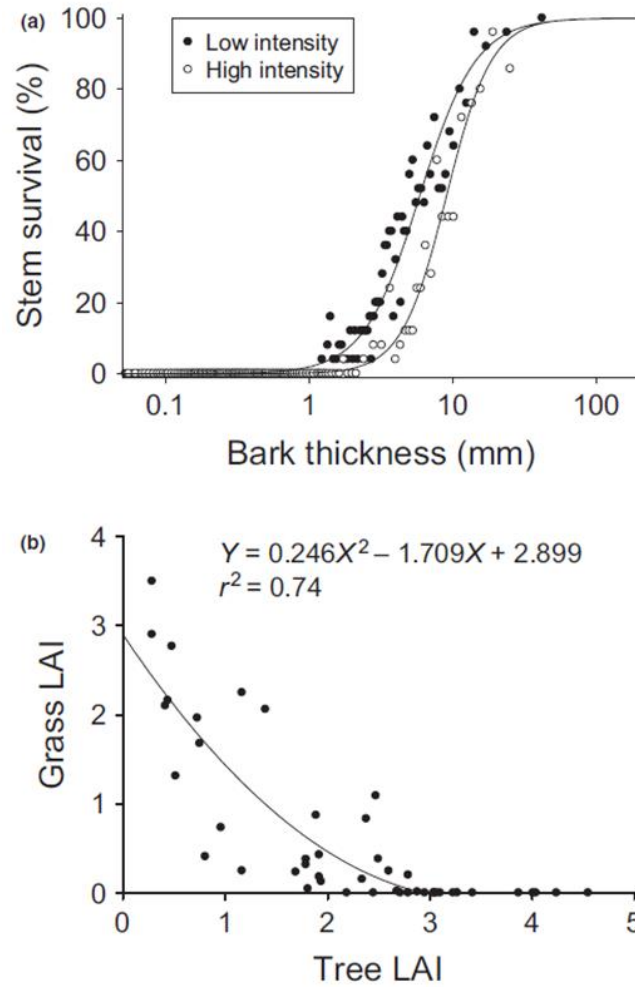 (a)
Low intensity
High intensity
100
80
60
40
20
0
Stem survival (%)
0.1 1 10 100
Bark thickness (mm)
(b)
Y = 0.246X² – 1.709X + 2.899
r² = 0.74
4
3
2
1
0
Grass LAI
0 1 2 3 4 5
Tree LAI